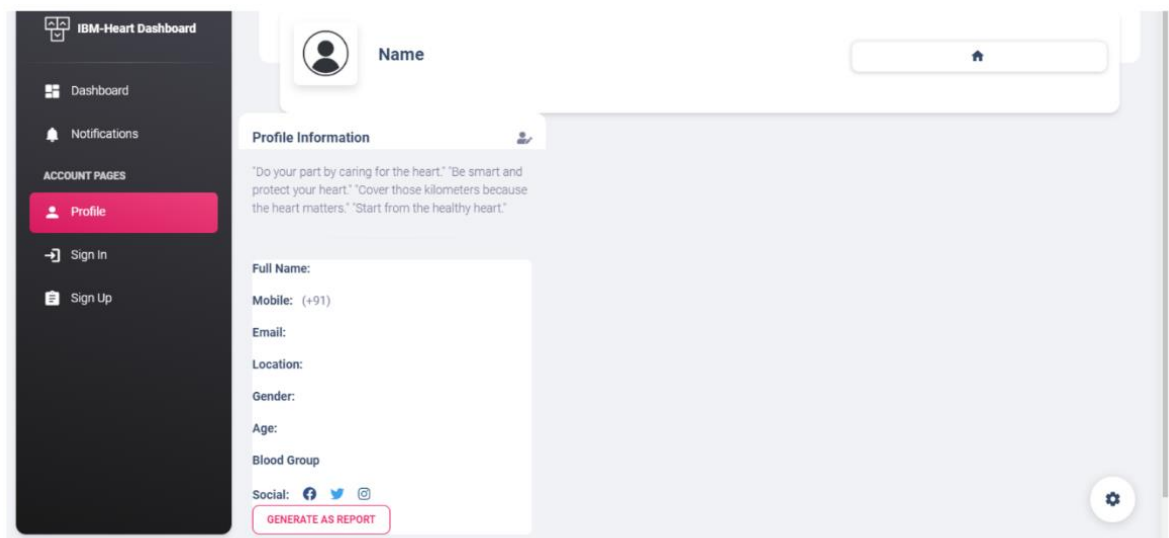 IBM-Heart Dashboard
Dashboard
Notifications
ACCOUNT PAGES
Profile
Sign In
Sign Up
Name
Profile Information
"Do your part by caring for the heart." "Be smart and
protect your heart." "Cover those kilometers because
the heart matters." "Start from the healthy heart."
Full Name:
Mobile: (+91)
Email:
Location:
Gender:
Age:
Blood Group
Social:
GENERATE AS REPORT